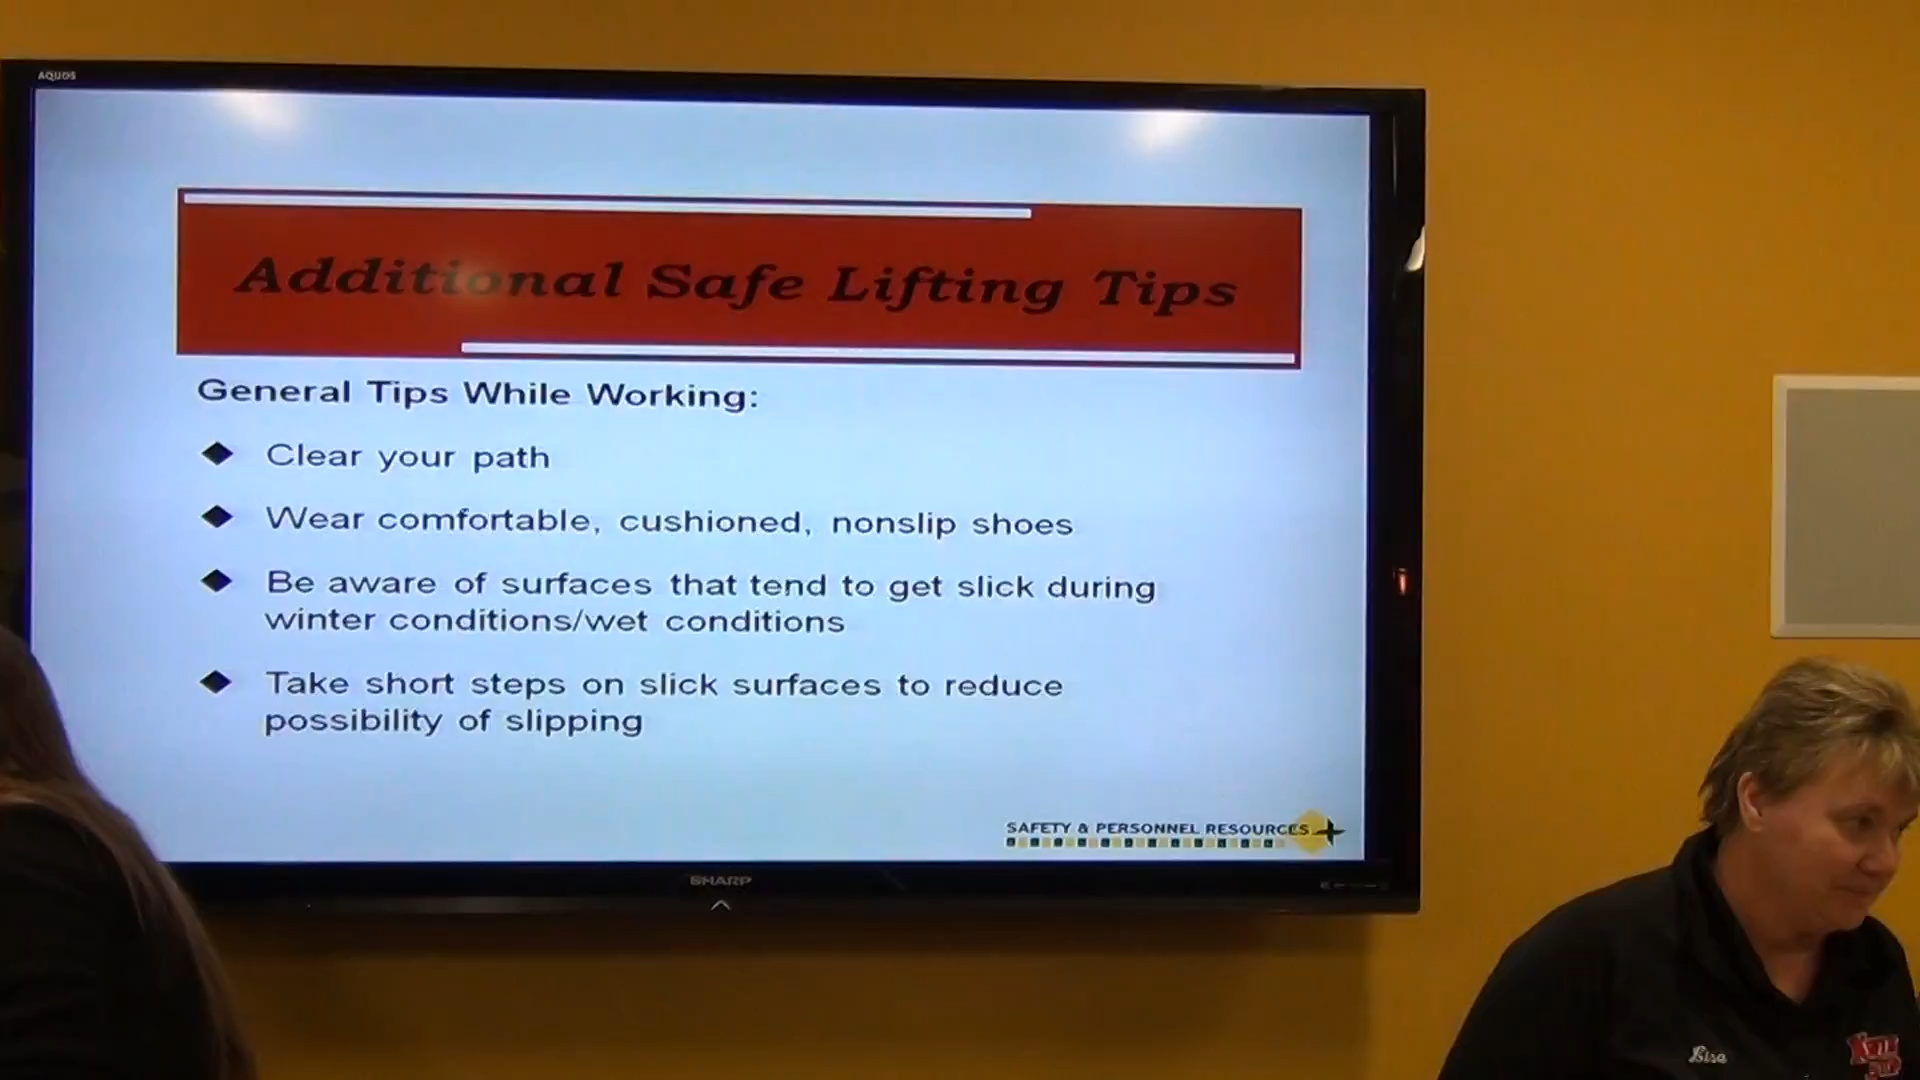 AQUOS
Additional Safe Lifting Tips
General Tips While Working:
Clear your path
Wear comfortable, cushioned, nonslip shoes
Be aware of surfaces that tend to get slick during
winter conditions/wet conditions
Take short steps on slick surfaces to reduce
possibility of slipping
SAFETY & PERSONNEL RESOURCES
SHARP
Lisa